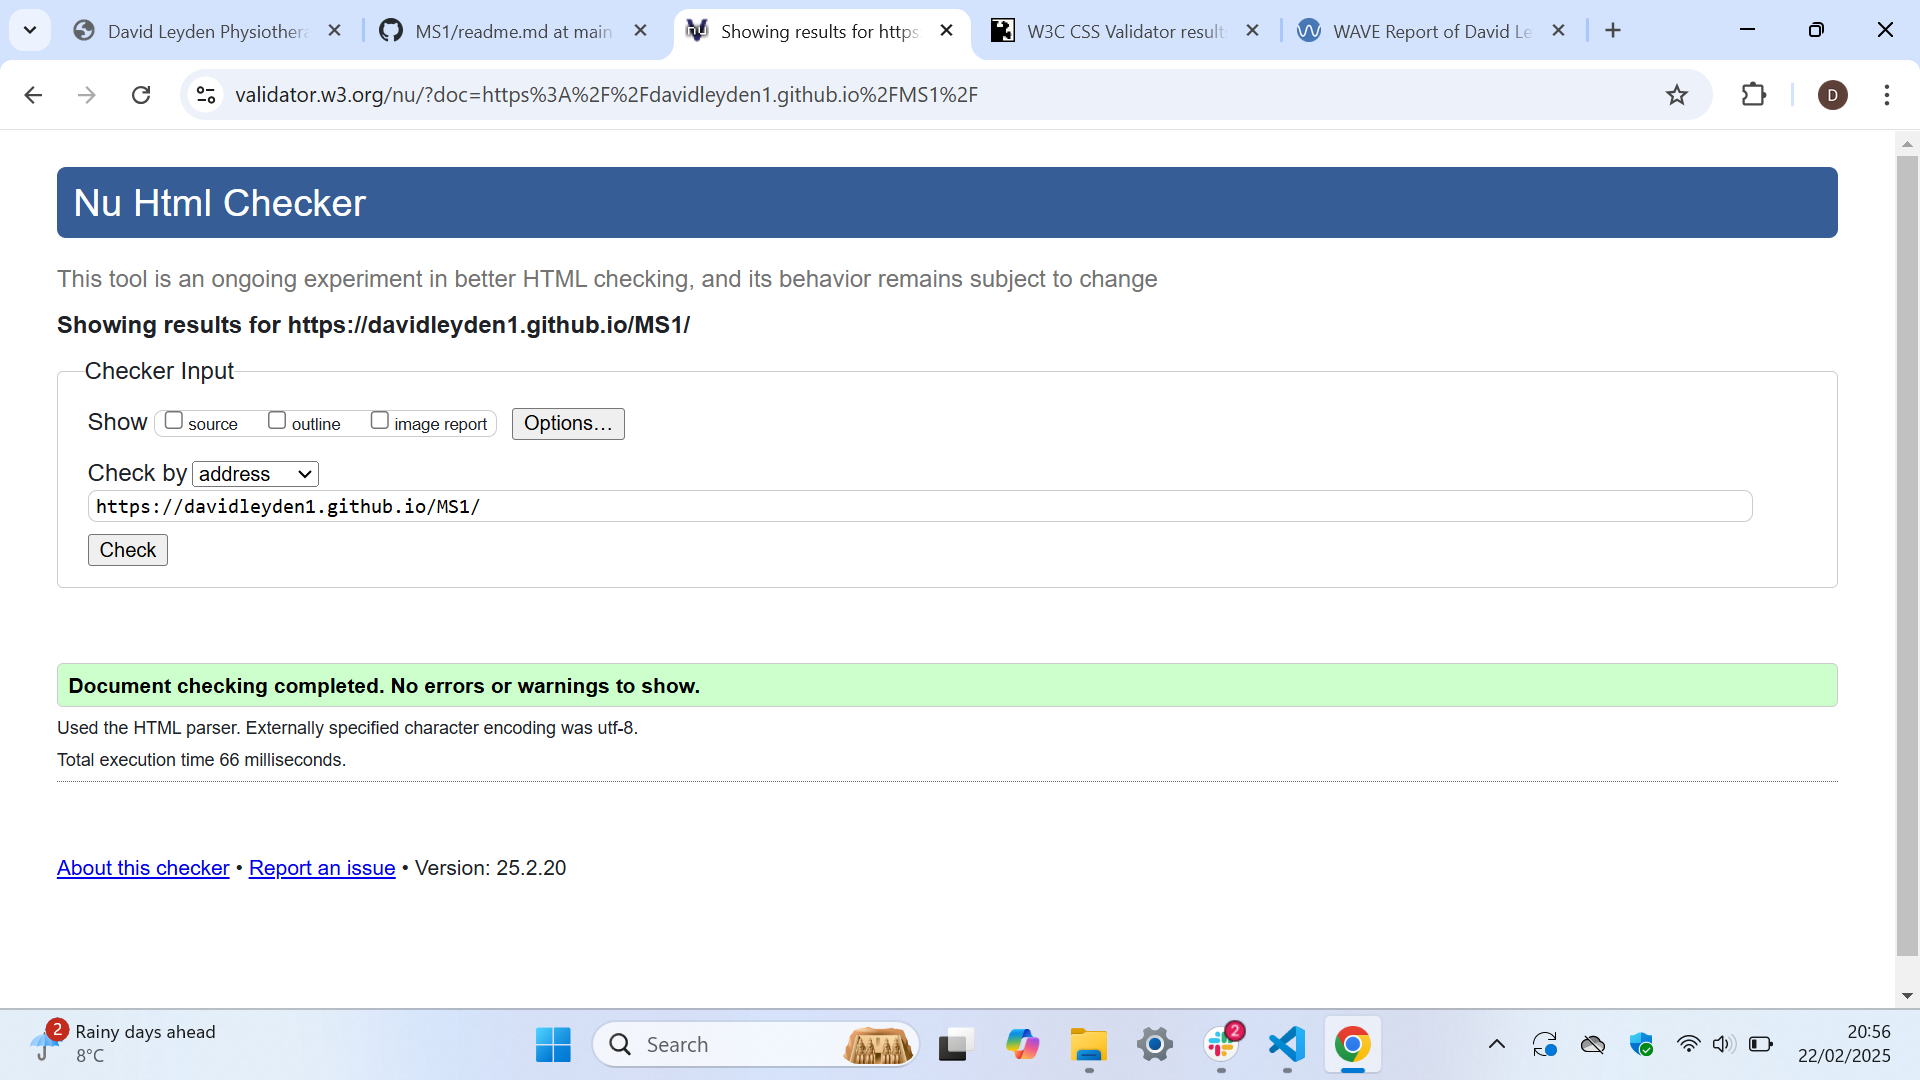 David Leyden Physiothera
MS1/readme.md at main
Showing results for https
W3C CSS Validator result
WAVE Report of David Le
validator.w3.org/nu/?doc=https%3A%2F%2Fdavidleyden1.github.io%2FMS1%2F
D
Nu Html Checker
This tool is an ongoing experiment in better HTML checking, and its behavior remains subject to change
Showing results for https://davidleyden1.github.io/MS1/
Checker Input
Show source outline image report Options...
Check by address
https://davidleyden1.github.io/MS1/
Check
Document checking completed. No errors or warnings to show.
Used the HTML parser. Externally specified character encoding was utf-8.
Total execution time 66 milliseconds.
About this checker • Report an issue • Version: 25.2.20
2
Rainy days ahead
8°C
Search
2
20:56
22/02/2025